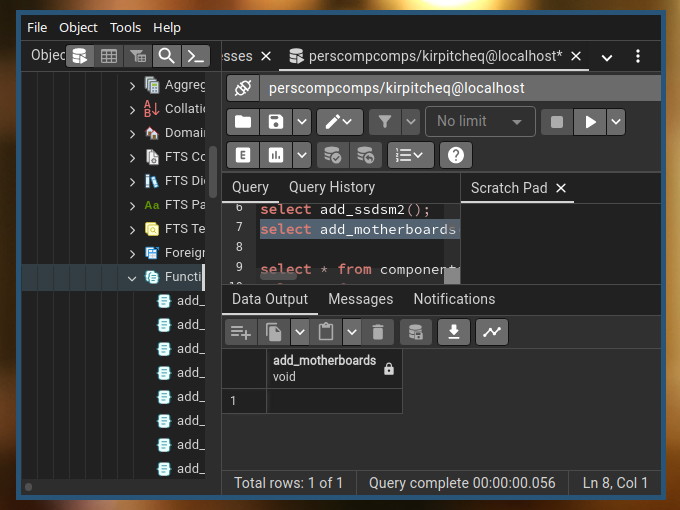 File Object Tools Help
Objec
sses
perscompcomps/kirpitcheq@localhost*
perscompcomps/kirpitcheq@localhost
No limit
E
Query Query History Scratch Pad
6 select add_ssdsm2();
7 select add_motherboards
8
9 select * from component
Data Output Messages Notifications
add_motherboards
void
1
Total rows: 1 of 1 Query complete 00:00:00.056 Ln 8, Col 1
Aggreg
Collatio
Domai
FTS Co
FTS Di
Aa FTS Pa
FTS Te
Foreign
Functi
add_
add_
add_
add_
add_
add_
add_
add_